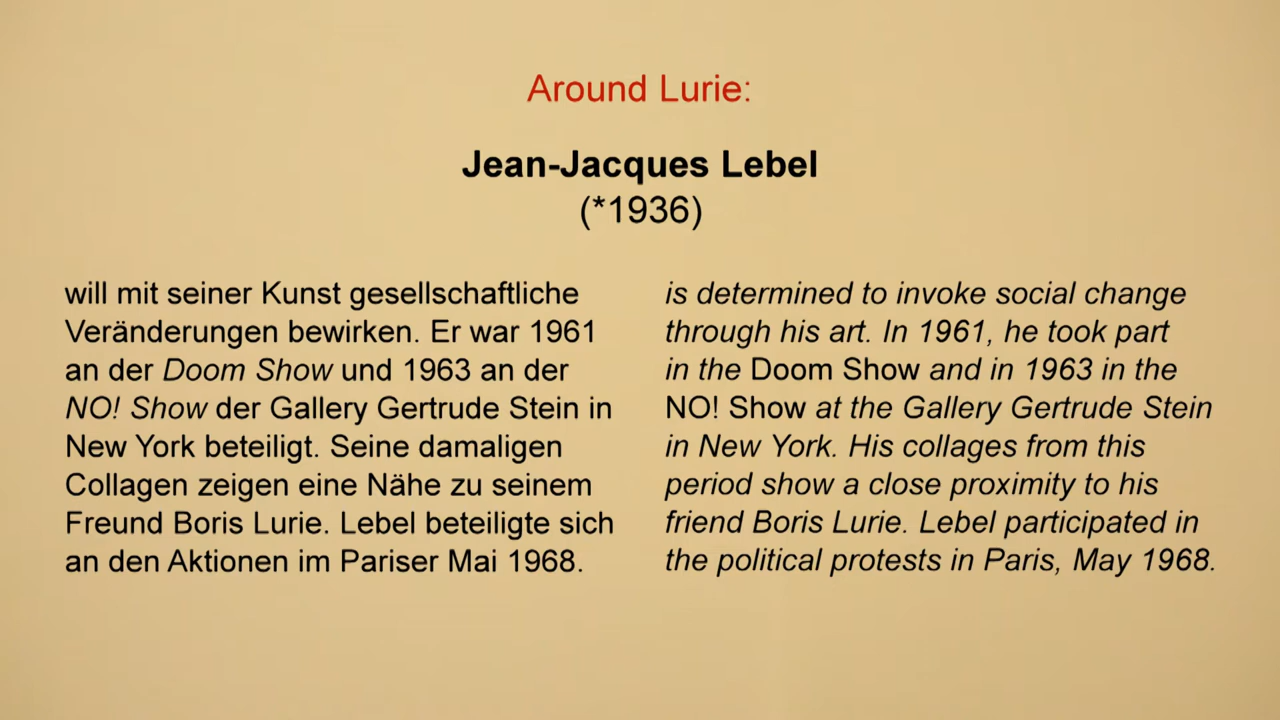 Around Lurie:
Jean-Jacques Lebel
(*1936)
will mit seiner Kunst gesellschaftliche
Veränderungen bewirken. Er war 1961
an der Doom Show und 1963 an der
NO! Show der Gallery Gertrude Stein in
New York beteiligt. Seine damaligen
Collagen zeigen eine Nähe zu seinem
Freund Boris Lurie. Lebel beteiligte sich
an den Aktionen im Pariser Mai 1968.
is determined to invoke social change
through his art. In 1961, he took part
in the Doom Show and in 1963 in the
NO! Show at the Gallery Gertrude Stein
in New York. His collages from this
period show a close proximity to his
friend Boris Lurie. Lebel participated in
the political protests in Paris, May 1968.